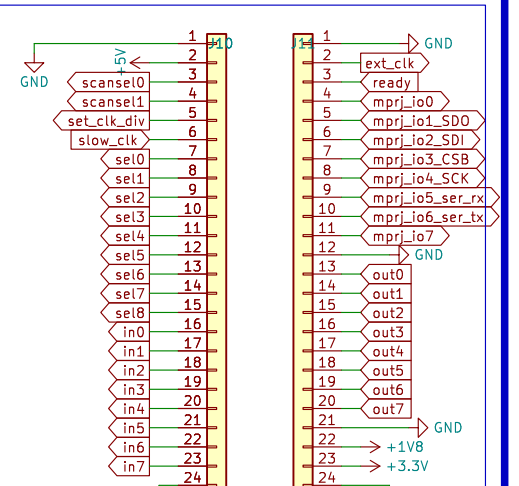 J10
1 GND
2 +5V
3 scansel0
4 scansel1
5 set_clk_div
6 slow_clk
7 sel0
8 sel1
9 sel2
10 sel3
11 sel4
12 sel5
13 sel6
14 sel7
15 sel8
16 in0
17 in1
18 in2
19 in3
20 in4
21 in5
22 in6
23 in7
24
J11
1 GND
2 ext_clk
3 ready
4 mprj_io0
5 mprj_io1_SDO
6 mprj_io2_SDI
7 mprj_io3_CSB
8 mprj_io4_SCK
9 mprj_io5_ser_rx
10 mprj_io6_ser_tx
11 mprj_io7
12 GND
13 out0
14 out1
15 out2
16 out3
17 out4
18 out5
19 out6
20 out7
21 GND
22 +1V8
23 +3.3V
24